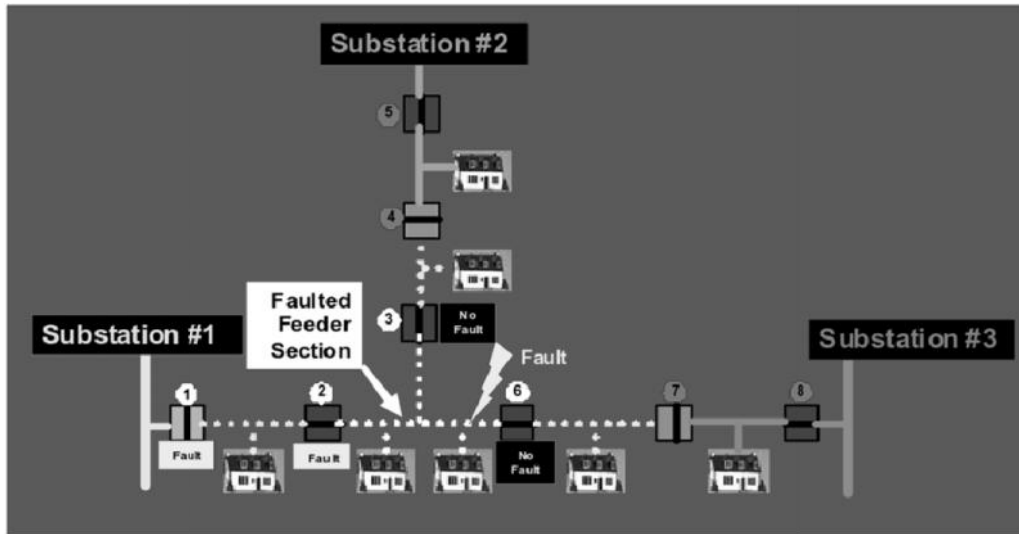 Substation #2
5
4
Faulted
Feeder
Section
3
No
Fault
Substation #1
Fault
Substation #3
1
2
6
7
8
Fault
Fault
No
Fault